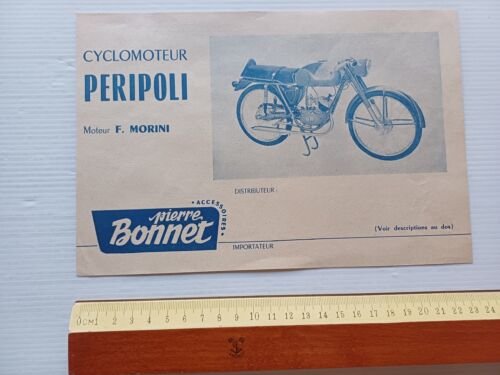 CYCLOMOTEUR
PERIPOLI
Moteur F. MORINI
DISTRIBUTEUR :
• ACCESSOIRES •
pierre
Bonnet
(Voir descriptions au dos)
IMPORTATEUR
0 CM 1 2 3 4 5 6 7 8 9 10 11 12 13 14 15 16 17 18 19 20 21 22 23 24